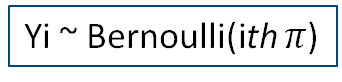 Yi ~ Bernoulli(ith π)